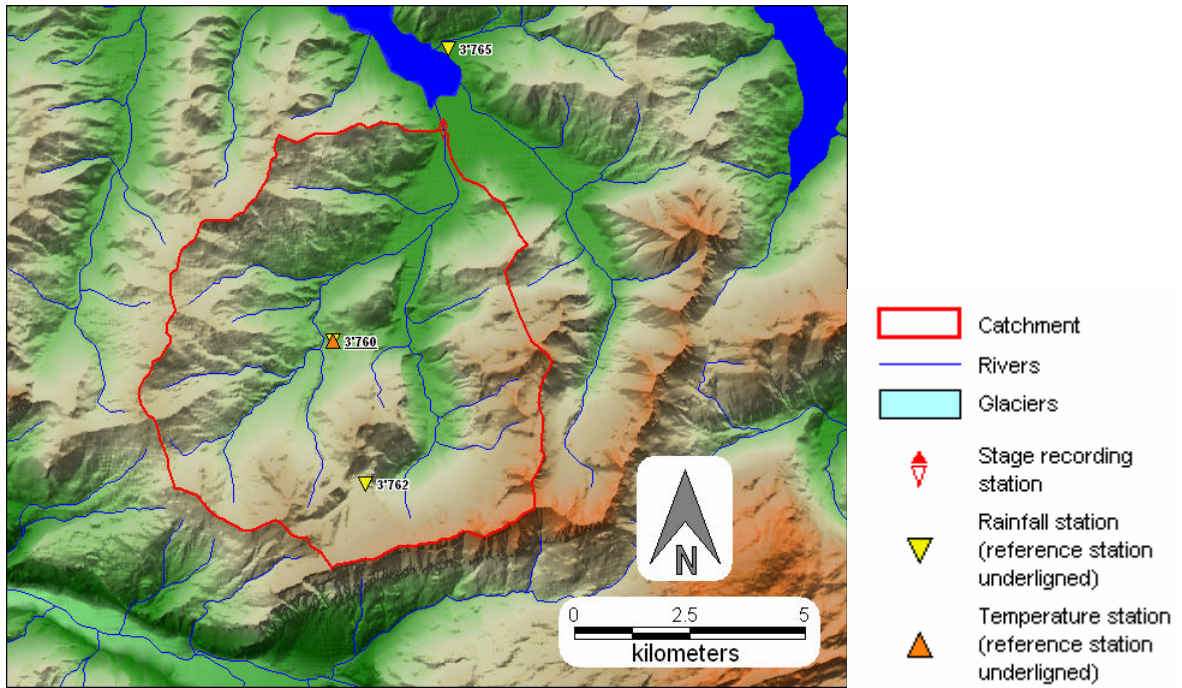 3'765
3'760
3'762
N
0 2.5 5
kilometers
Catchment
Rivers
Glaciers
Stage recording
station
Rainfall station
(reference station
underligned)
Temperature station
(reference station
underligned)